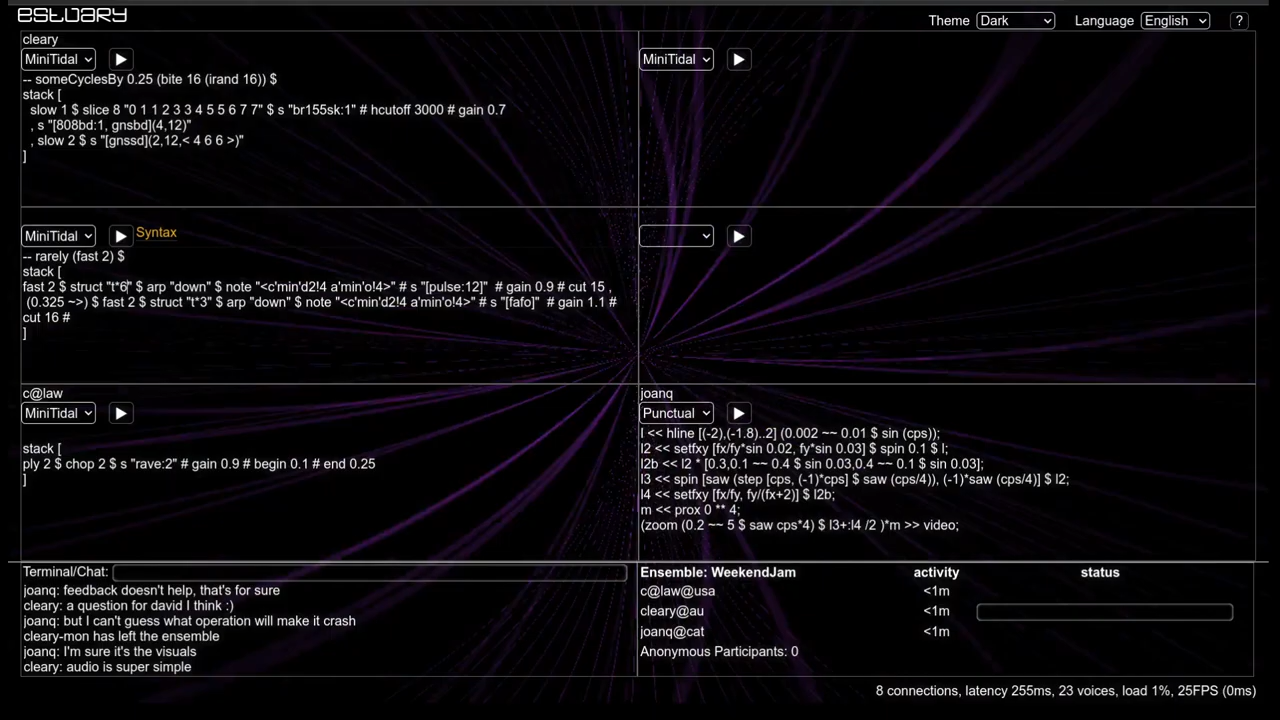 estuary
Theme Dark Language English ?
cleary
MiniTidal
-- someCyclesBy 0.25 (bite 16 (irand 16)) $
stack [
slow 1 $ slice 8 "0 1 1 2 3 3 4 5 5 6 7 7" $ s "br155sk:1" # hcutoff 3000 # gain 0.7
, s "[808bd:1, gnsbd](4,12)"
, slow 2 $ s "[gnssd](2,12,< 4 6 6 >)"
]
MiniTidal
MiniTidal Syntax
-- rarely (fast 2) $
stack [
fast 2 $ struct "t*6" $ arp "down" $ note "<c'min'd2!4 a'min'o!4>" # s "[pulse:12]" # gain 0.9 # cut 15 ,
(0.325 ~>) $ fast 2 $ struct "t*3" $ arp "down" $ note "<c'min'd2!4 a'min'o!4>" # s "[fafo]" # gain 1.1 #
cut 16 #
]
c@law
MiniTidal
stack [
ply 2 $ chop 2 $ s "rave:2" # gain 0.9 # begin 0.1 # end 0.25
]
joanq
Punctual
l << hline [(-2),(-1.8)..2] (0.002 ~~ 0.01 $ sin (cps));
l2 << setfxy [fx/fy*sin 0.02, fy*sin 0.03] $ spin 0.1 $ l;
l2b << l2 * [0.3,0.1 ~~ 0.4 $ sin 0.03,0.4 ~~ 0.1 $ sin 0.03];
l3 << spin [saw (step [cps, (-1)*cps] $ saw (cps/4)), (-1)*saw (cps/4)] $ l2;
l4 << setfxy [fx/fy, fy/(fx+2)] $ l2b;
m << prox 0 ** 4;
(zoom (0.2 ~~ 5 $ saw cps*4) $ l3+:l4 /2 )*m >> video;
Terminal/Chat:
joanq: feedback doesn't help, that's for sure
cleary: a question for david I think :)
joanq: but I can't guess what operation will make it crash
cleary-mon has left the ensemble
joanq: I'm sure it's the visuals
cleary: audio is super simple
Ensemble: WeekendJam activity status
c@law@usa <1m
cleary@au <1m
joanq@cat <1m
Anonymous Participants: 0
8 connections, latency 255ms, 23 voices, load 1%, 25FPS (0ms)